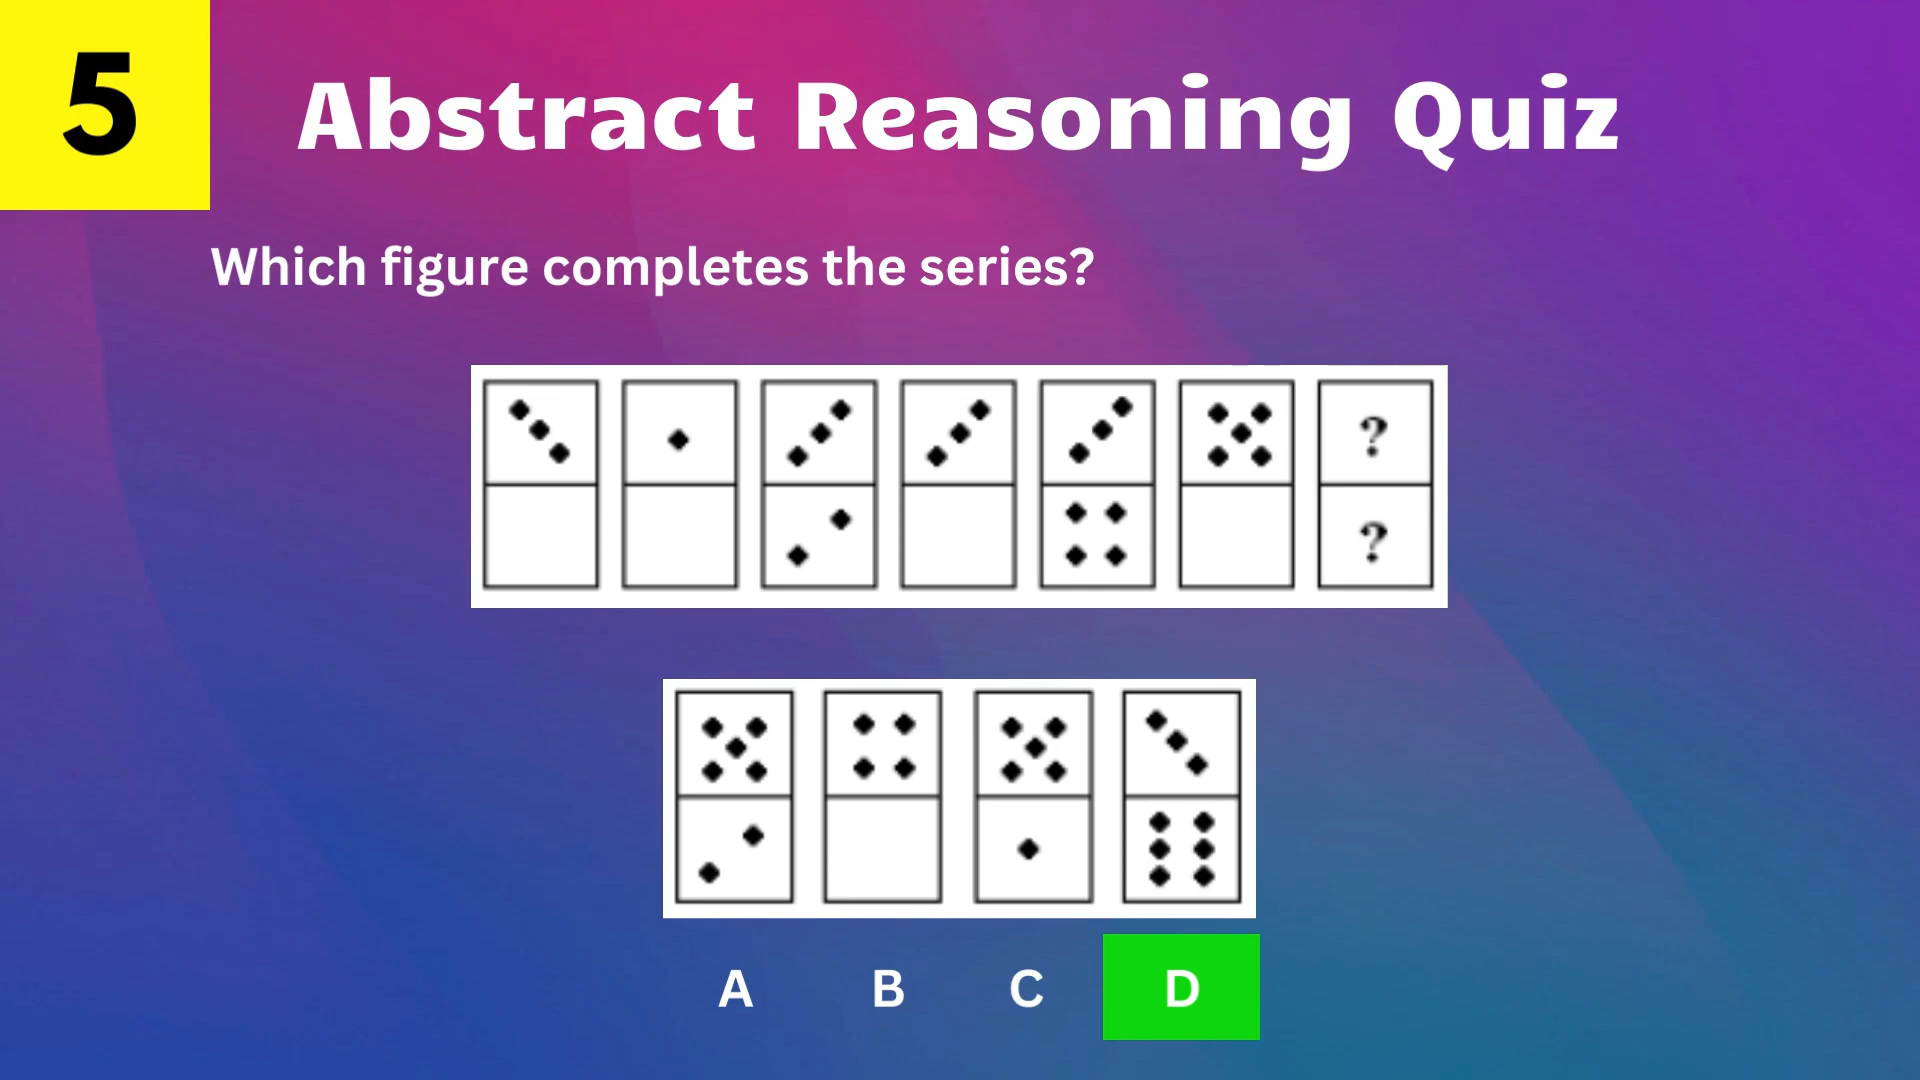 5
Abstract Reasoning Quiz
Which figure completes the series?
?
?
A B C D